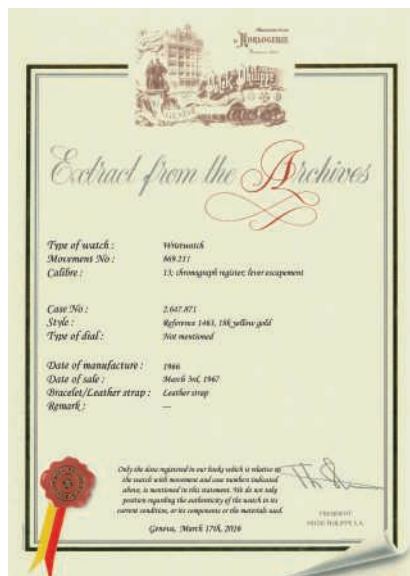 HORLOGERIE
Patek Philippe
GENÈVE
Extract from the Archives
Type of watch : Wristwatch
Movement No : 869.211
Calibre : 13; chronograph register; lever escapement
Case No : 2.647.871
Style : Reference 1463, 18k yellow gold
Type of dial : Not mentioned
Date of manufacture : 1966
Date of sale : March 3rd, 1967
Bracelet/Leather strap : Leather strap
Remark : ---
Only the data registered in our books which is relative to
the watch with movement and case numbers indicated
above, is mentioned in this statement. We do not take
position regarding the authenticity of the watch in its
current condition, or its components or the materials used.
Geneva, March 17th, 2016
PRESIDENT
PATEK PHILIPPE S.A.